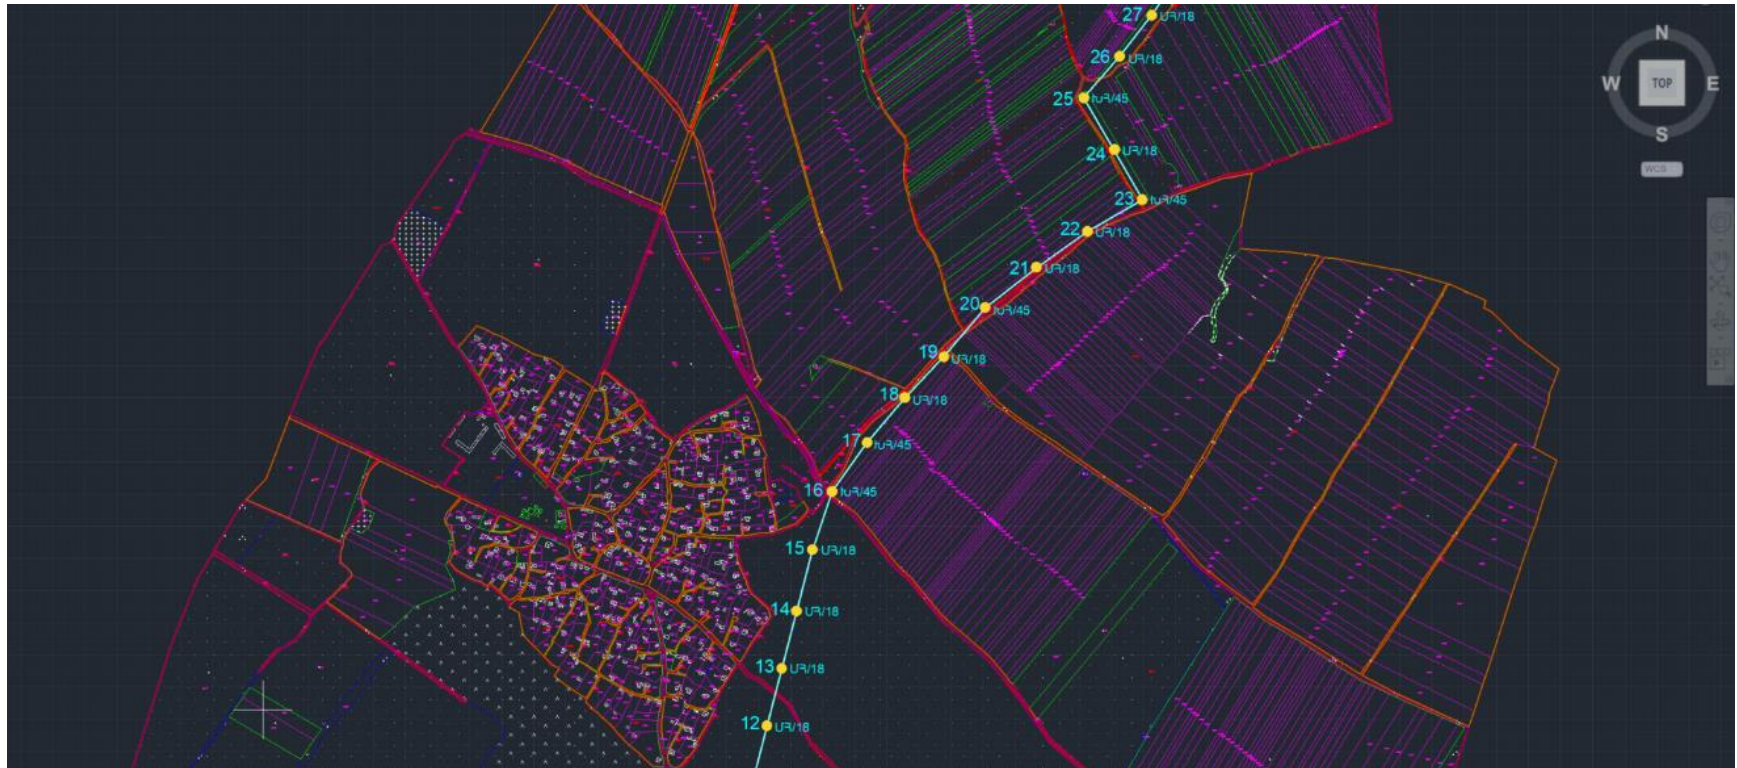 27 UR/18
N
26 UR/18
W TOP E
25 tuR/45
S
24 UR/18
WCS
23 tuR/45
22 UR/18
21 UR/18
20 tuR/45
19 UR/18
18 UR/18
17 tuR/45
16 tuR/45
15 UR/18
14 UR/18
13 UR/18
12 UR/18